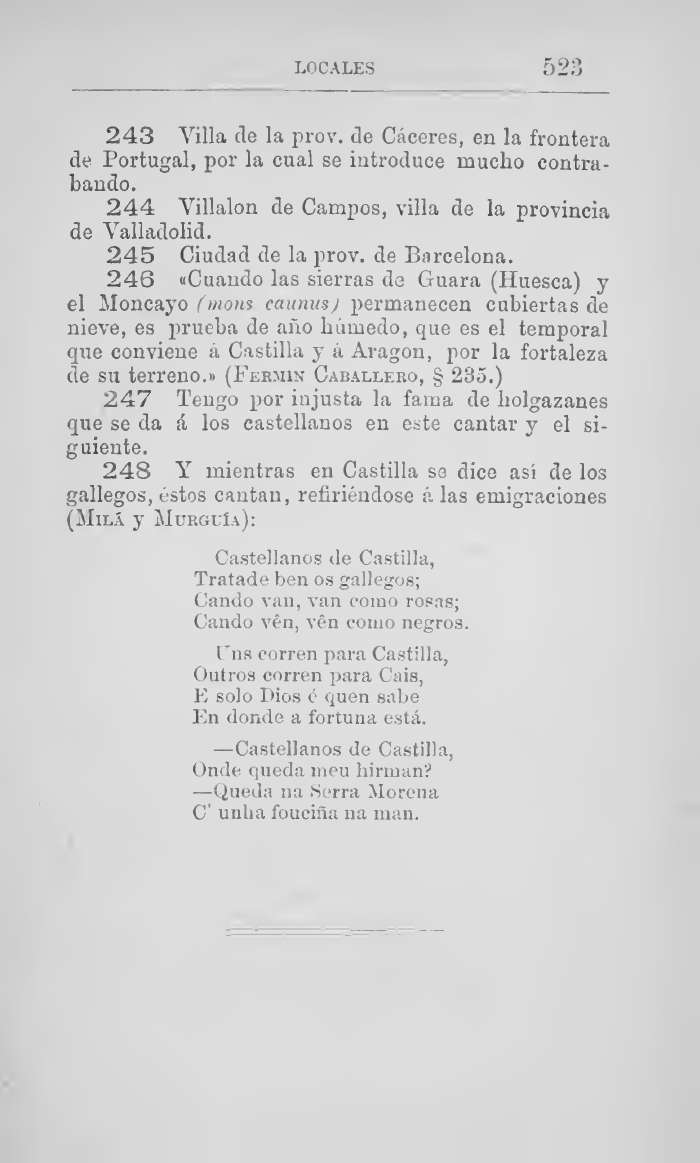 LOCALES 523
243 Villa de la prov. de Cáceres, en la frontera
de Portugal, por la cual se introduce mucho contra-
bando.
244 Villalon de Campos, villa de la provincia
de Valladolid.
245 Ciudad de la prov. de Barcelona.
246 «Cuando las sierras de Guara (Huesca) y
el Moncayo (mons caunus) permanecen cubiertas de
nieve, es prueba de año húmedo, que es el temporal
que conviene á Castilla y á Aragon, por la fortaleza
de su terreno.» (FERMIN CABALLERO, § 235.)
247 Tengo por injusta la fama de holgazanes
que se da á los castellanos en este cantar y el si-
guiente.
248 Y mientras en Castilla se dice así de los
gallegos, éstos cantan, refiriéndose á las emigraciones
(MILÁ y MURGUÍA):
Castellanos de Castilla,
Tratade ben os gallegos;
Cando van, van como rosas;
Cando vên, vên como negros.
Uns corren para Castilla,
Outros corren para Cais,
E solo Dios é quen sabe
En donde a fortuna está.
—Castellanos de Castilla,
Onde queda meu hirman?
—Queda na Serra Morena
C' unha fouciña na man.